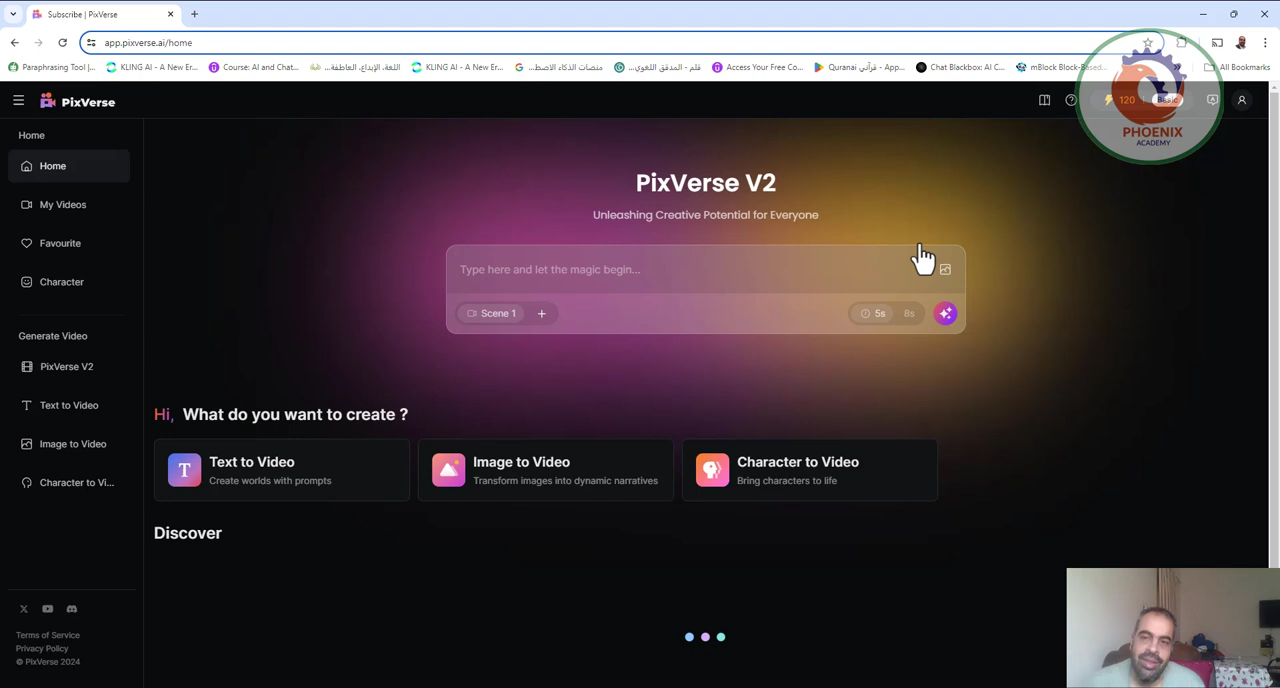 Subscribe | PixVerse
app.pixverse.ai/home
Paraphrasing Tool |...
KLING AI - A New Er...
Course: AI and Chat...
اللغة، الإبداع، العاطفة...
KLING AI - A New Er...
منصات الذكاء الاصط...
قلم - المدقق اللغوي...
Access Your Free Co...
Quranai قرآني - App...
Chat Blackbox: AI C...
mBlock Block-Based...
All Bookmarks
PixVerse
120
Basic
PHOENIX
ACADEMY
Home
Home
My Videos
Favourite
Character
Generate Video
PixVerse V2
Text to Video
Image to Video
Character to Vi...
Terms of Service
Privacy Policy
© PixVerse 2024
PixVerse V2
Unleashing Creative Potential for Everyone
Type here and let the magic begin...
Scene 1
5s
8s
Hi, What do you want to create ?
T
Text to Video
Create worlds with prompts
Image to Video
Transform images into dynamic narratives
Character to Video
Bring characters to life
Discover